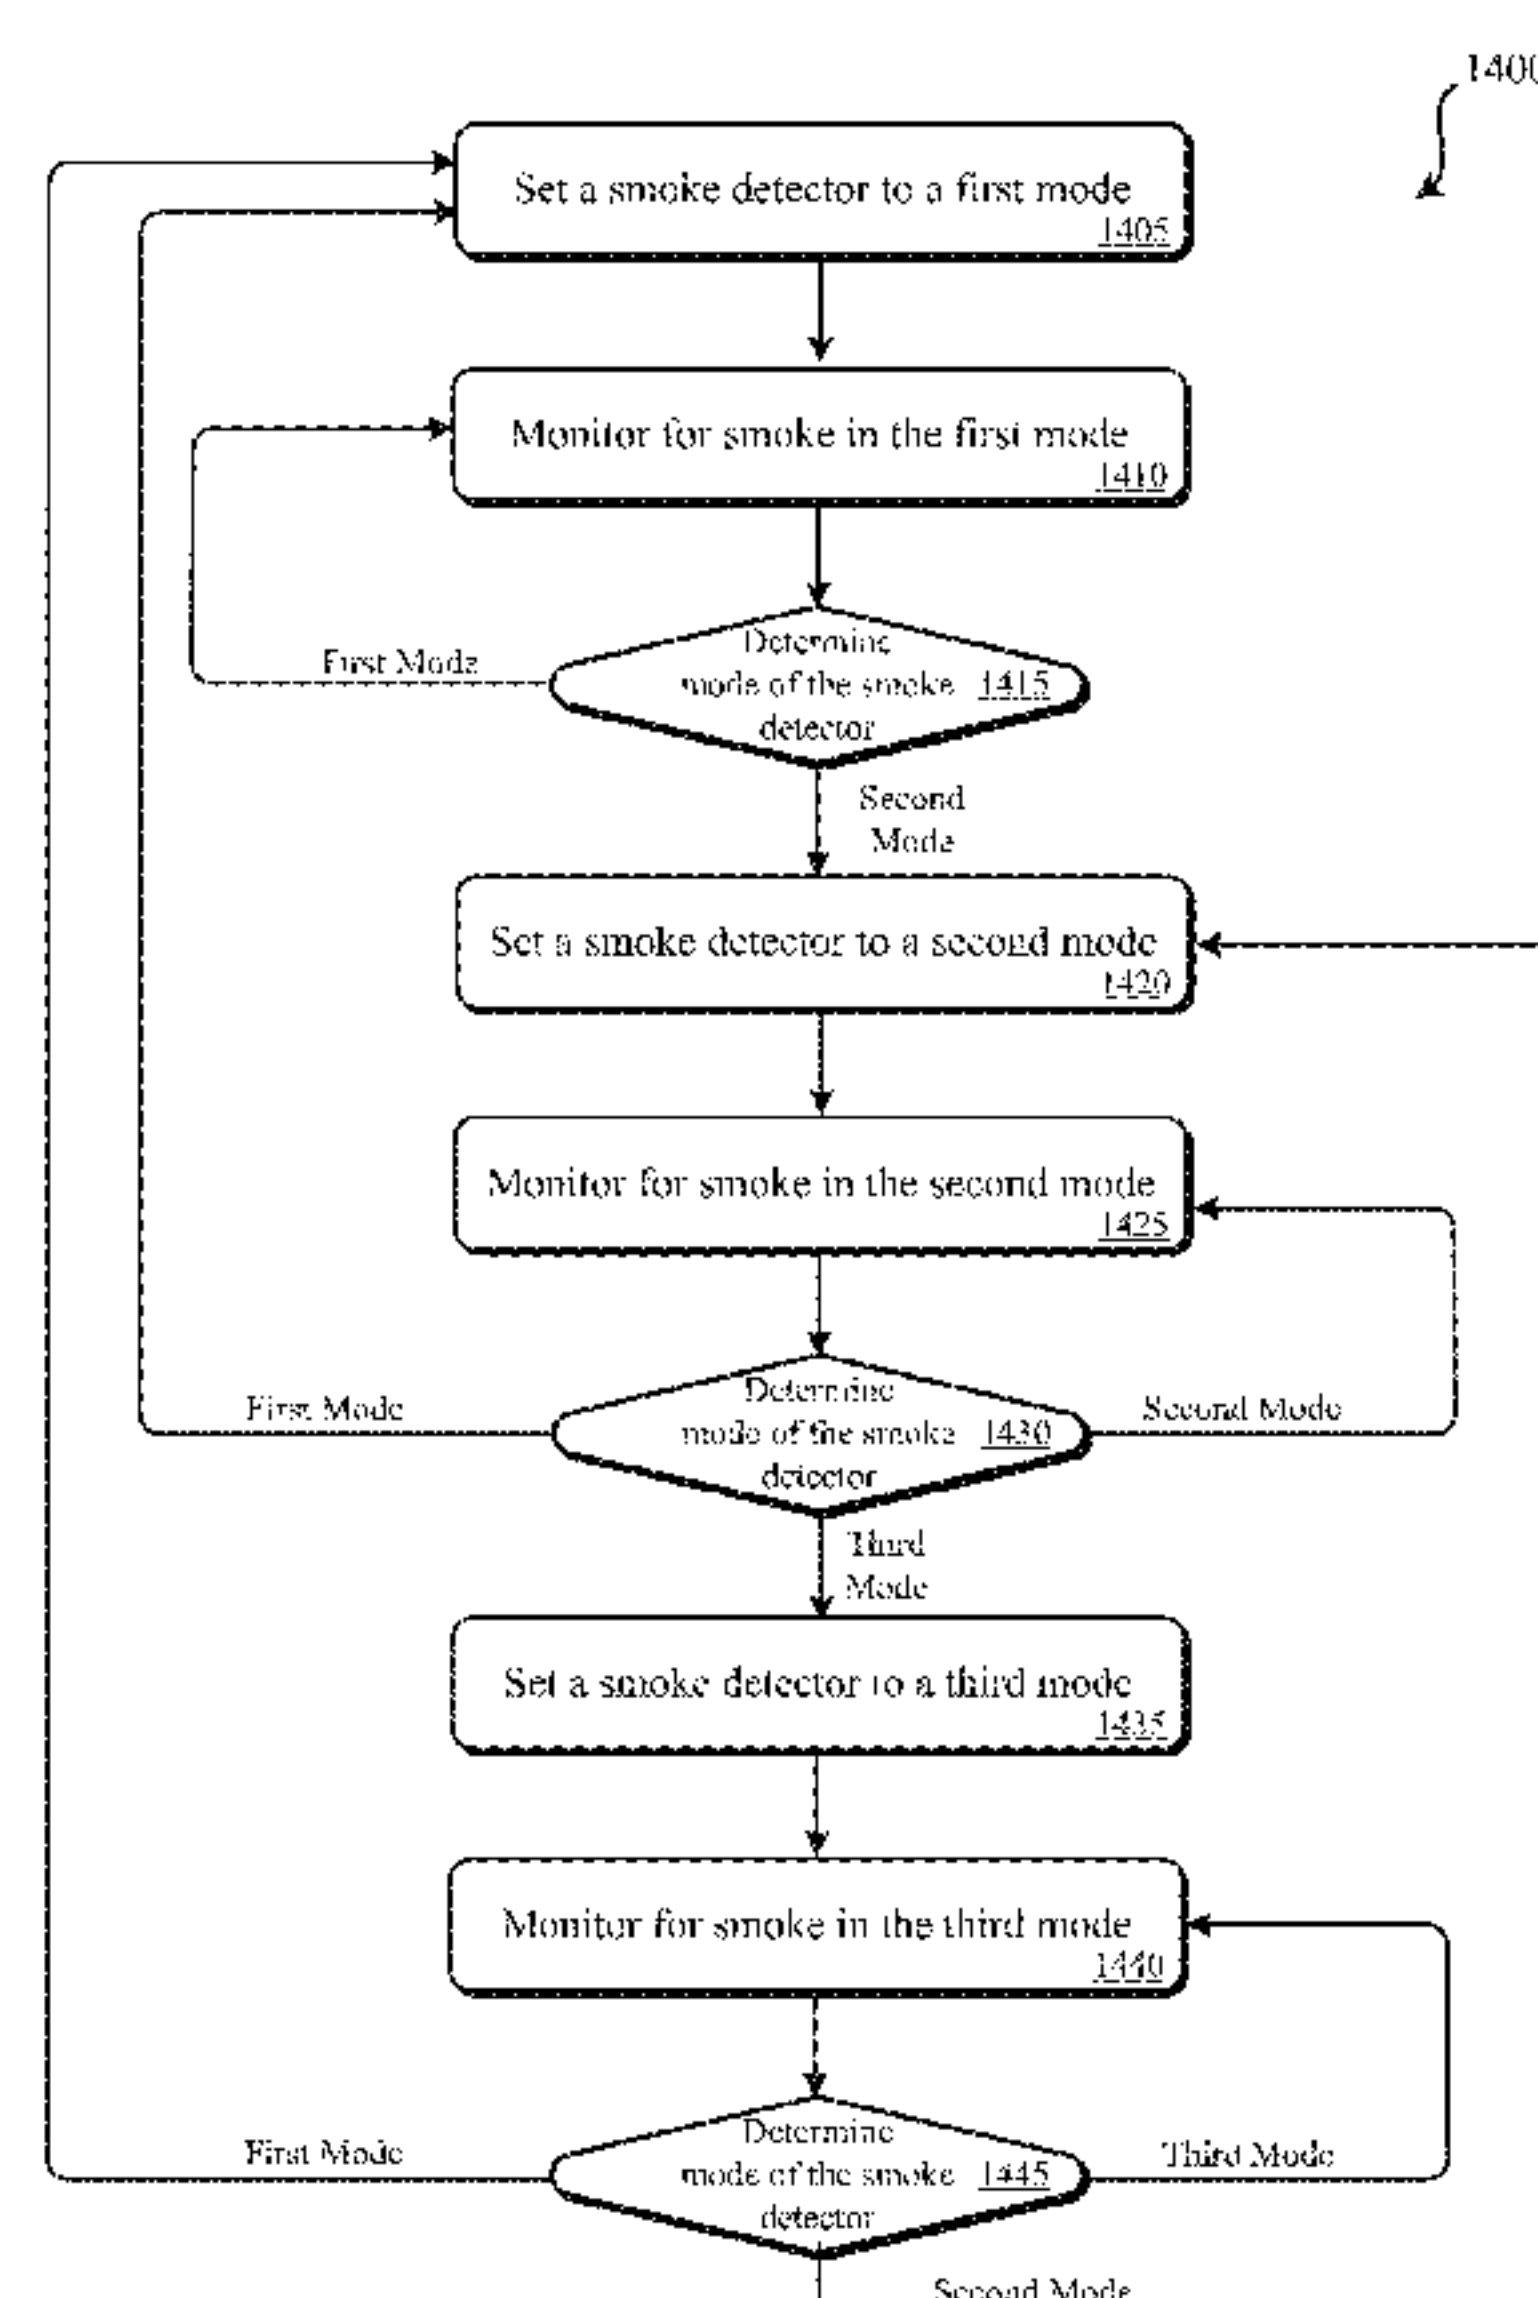 1400
Set a smoke detector to a first mode
1405
Monitor for smoke in the first mode
1410
Determine
First Mode
mode of the smoke 1415
detector
Second
Mode
Set a smoke detector to a second mode
1420
Monitor for smoke in the second mode
1425
Determine
First Mode
mode of the smoke 1430
Second Mode
detector
Third
Mode
Set a smoke detector to a third mode
1435
Monitor for smoke in the third mode
1440
Determine
First Mode
mode of the smoke 1445
Third Mode
detector
Second Mode